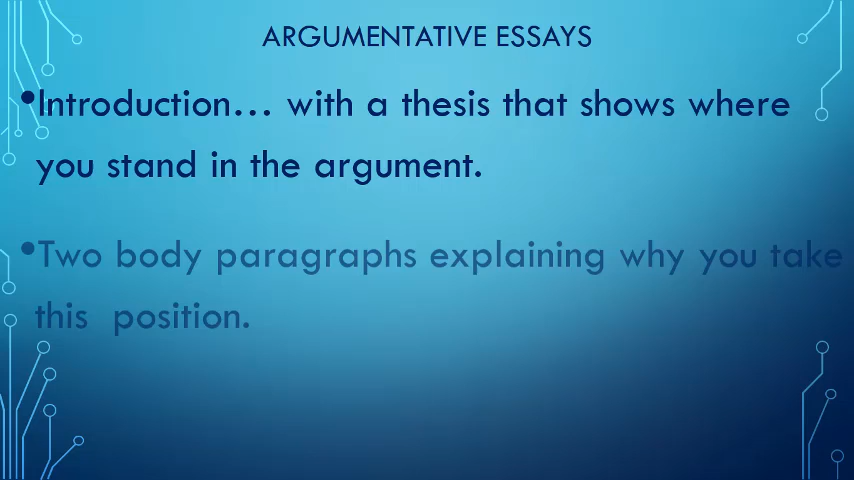 ARGUMENTATIVE ESSAYS
•Introduction... with a thesis that shows where
you stand in the argument.
•Two body paragraphs explaining why you take
this  position.